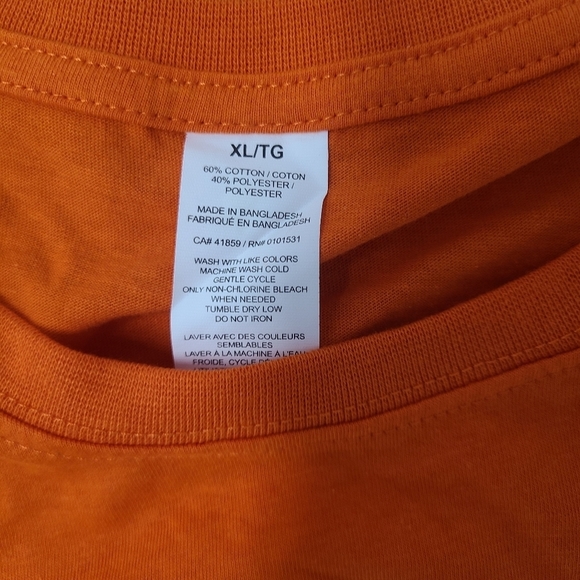 XL/TG
60% COTTON / COTON
40% POLYESTER /
POLYESTER
MADE IN BANGLADESH
FABRIQUÉ EN BANGLADESH
CA# 41859 / RN# 0101531
WASH WITH LIKE COLORS
MACHINE WASH COLD
GENTLE CYCLE
ONLY NON-CHLORINE BLEACH
WHEN NEEDED
TUMBLE DRY LOW
DO NOT IRON
LAVER AVEC DES COULEURS
SEMBLABLES
LAVER À LA MACHINE À L'EAU
FROIDE, CYCLE